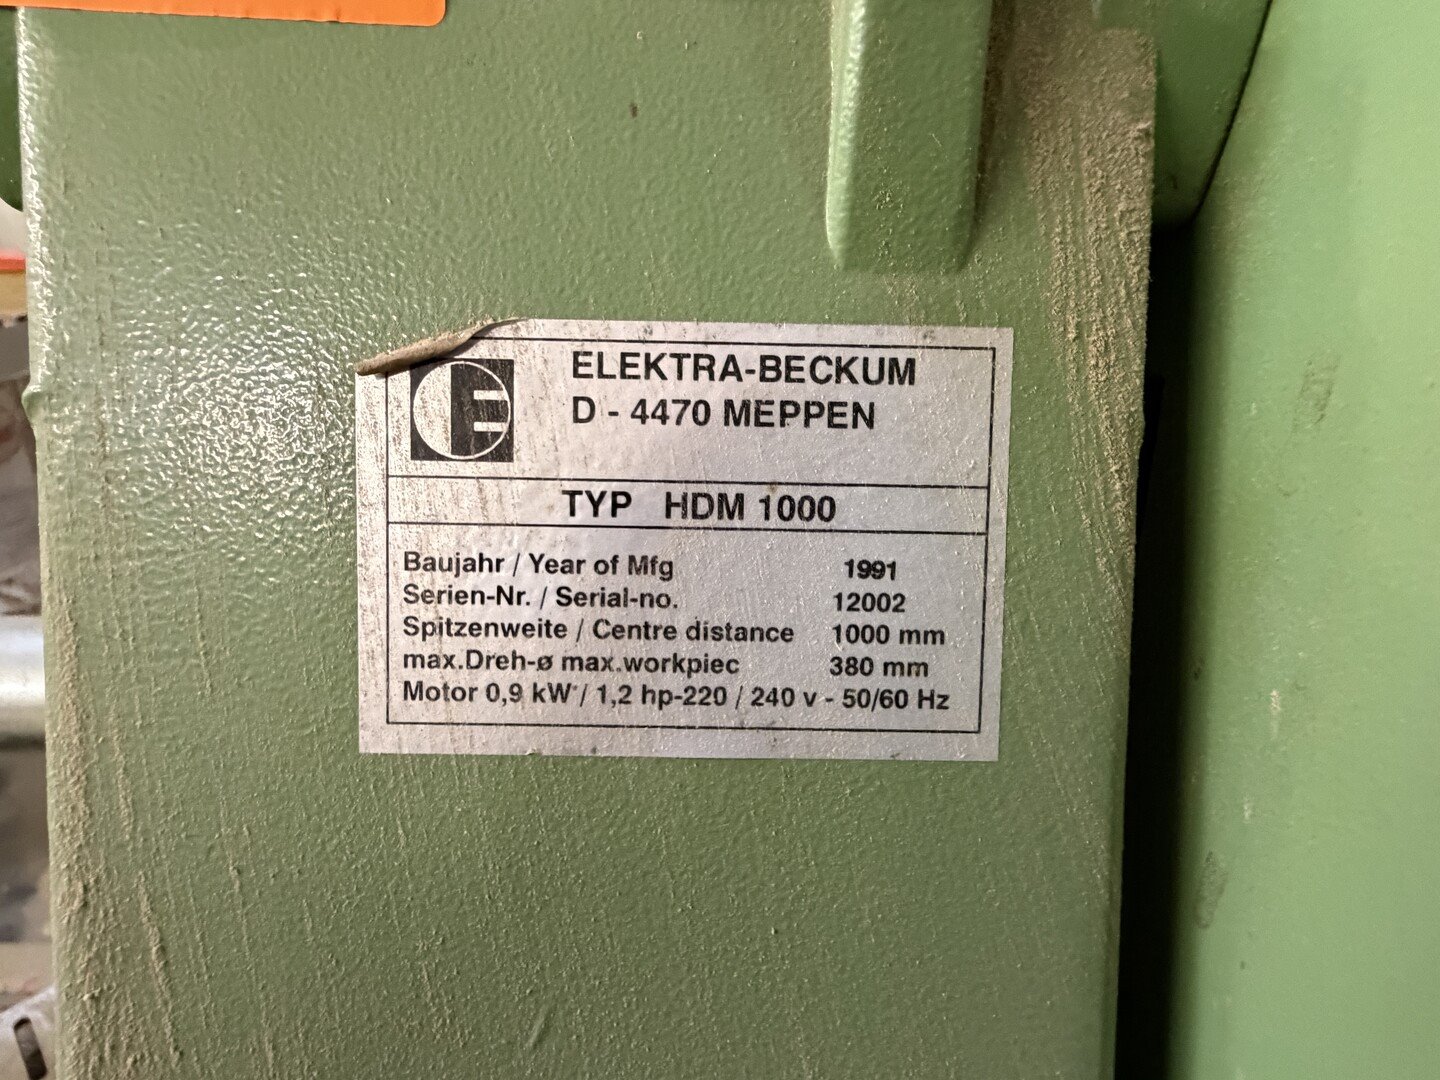 ELEKTRA-BECKUM
D - 4470 MEPPEN
TYP HDM 1000
Baujahr / Year of Mfg 1991
Serien-Nr. / Serial-no. 12002
Spitzenweite / Centre distance 1000 mm
max.Dreh-ø max.workpiec 380 mm
Motor 0,9 kW / 1,2 hp-220 / 240 v - 50/60 Hz